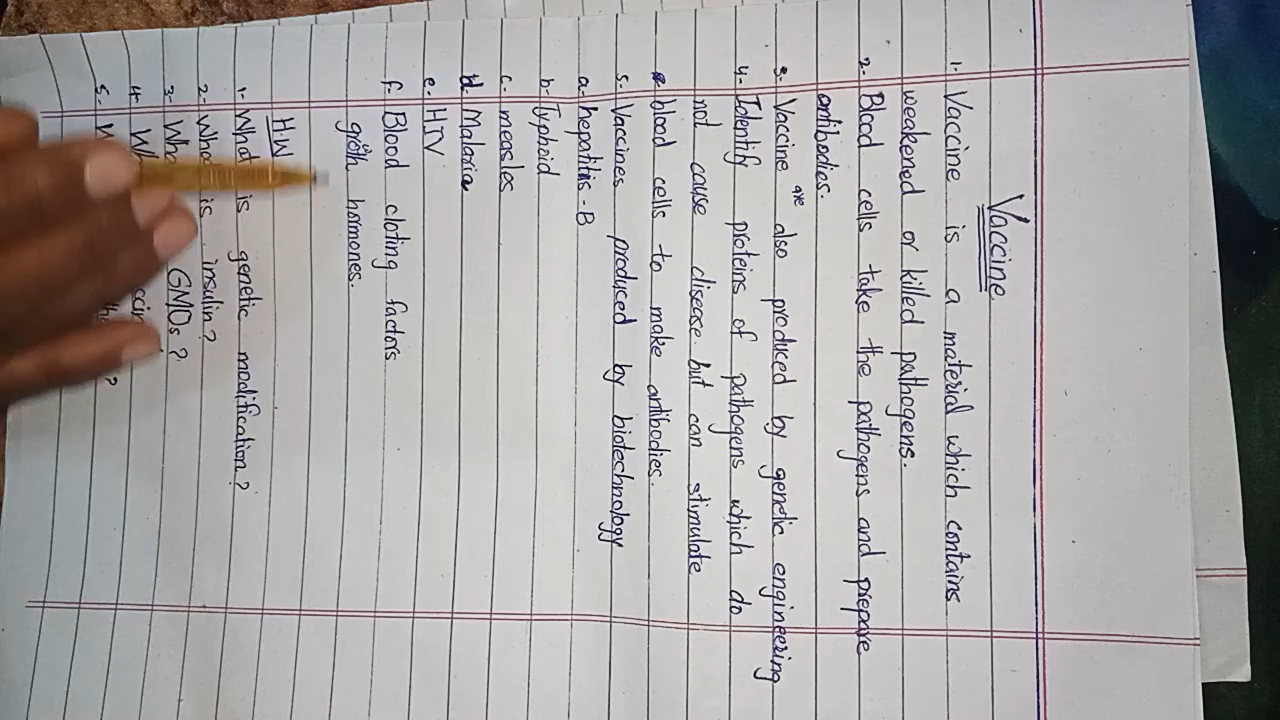 Vaccine
1- Vaccine is a material which contains
weakened or killed pathogens.
2- Blood cells take the pathogens and prepare
antibodies.
3- Vaccine are also produced by genetic engineering
4- Identify proteins of pathogens which do
not cause disease but can stimulate
blood cells to make antibodies.
5- Vaccines produced by biotechnology
a- hepatitis-B
b- Typhoid
c- measles
d. Malaria
e. HIV
f- Blood cloting factors
groth hormones.
H.W
1- What is genetic modification?
2- What is insulin?
3- GMOs?
4-
5- ?